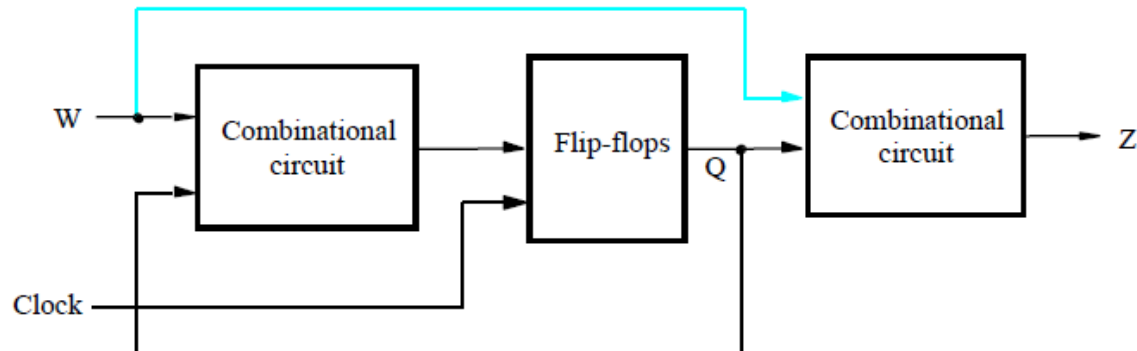 W
Combinational
circuit
Flip-flops
Q
Combinational
circuit
Z
Clock